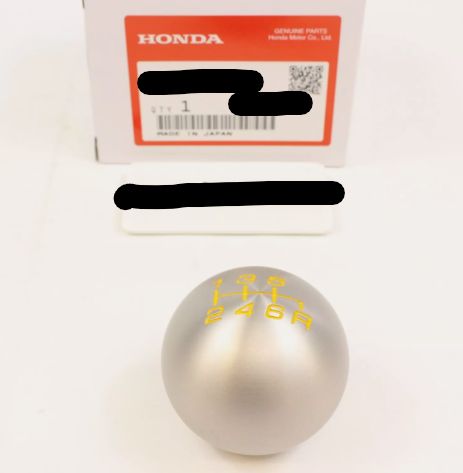 HONDA
GENUINE PARTS
Honda Motor Co., Ltd.
QTY 1
MADE IN JAPAN
1 3 5
2 4 6 R